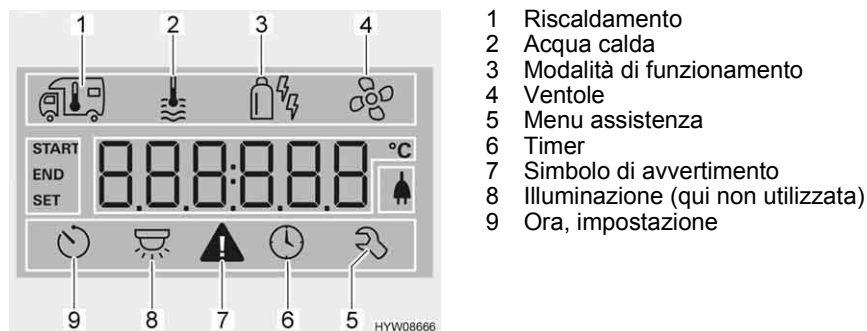 1 2 3 4
START
END
SET
888:888
°C
9 8 7 6 5
HYW08666
1 Riscaldamento
2 Acqua calda
3 Modalità di funzionamento
4 Ventole
5 Menu assistenza
6 Timer
7 Simbolo di avvertimento
8 Illuminazione (qui non utilizzata)
9 Ora, impostazione